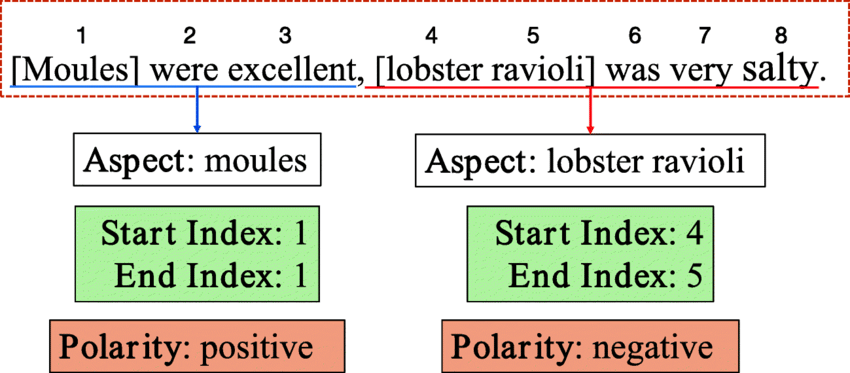 1 2 3 4 5 6 7 8
[Moules] were excellent, [lobster ravioli] was very salty.
Aspect: moules
Aspect: lobster ravioli
Start Index: 1
End Index: 1
Start Index: 4
End Index: 5
Polarity: positive
Polarity: negative